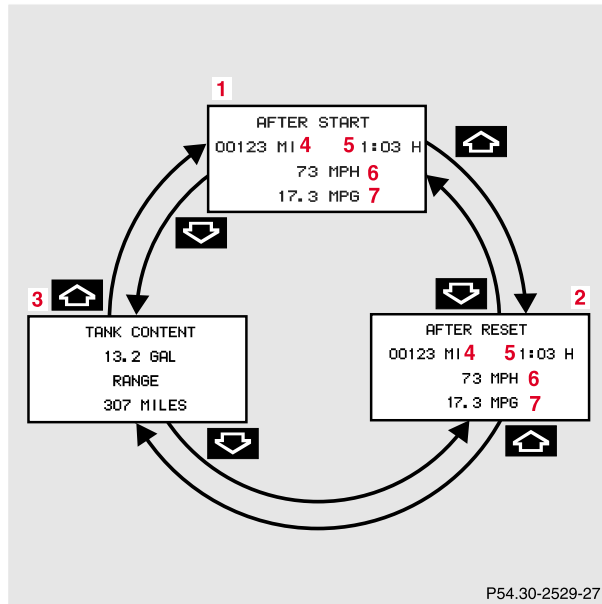 1
AFTER START
00123 MI 4 5 1:03 H
73 MPH 6
17.3 MPG 7
3
TANK CONTENT
13.2 GAL
RANGE
307 MILES
2
AFTER RESET
00123 MI 4 5 1:03 H
73 MPH 6
17.3 MPG 7
P54.30-2529-27